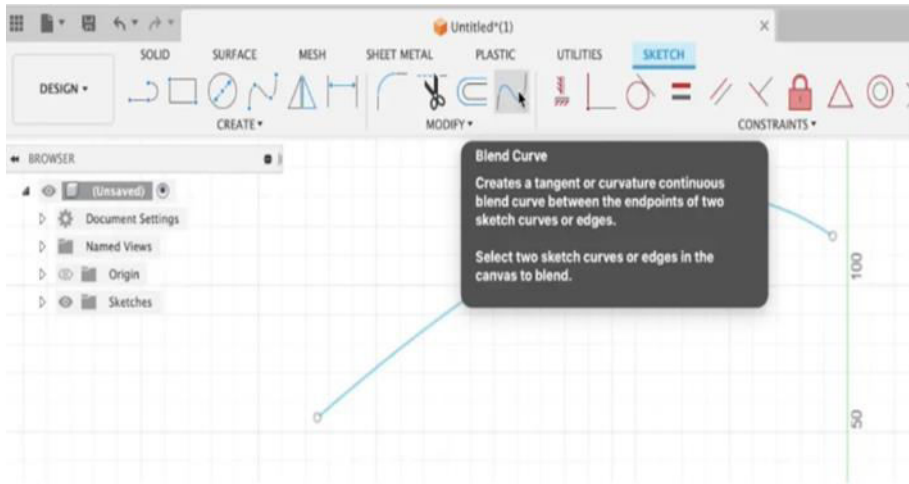 Untitled*(1)
SOLID SURFACE MESH SHEET METAL PLASTIC UTILITIES SKETCH
DESIGN
CREATE MODIFY CONSTRAINTS
BROWSER
(Unsaved)
Document Settings
Named Views
Origin
Sketches
Blend Curve
Creates a tangent or curvature continuous
blend curve between the endpoints of two
sketch curves or edges.
Select two sketch curves or edges in the
canvas to blend.
100
50